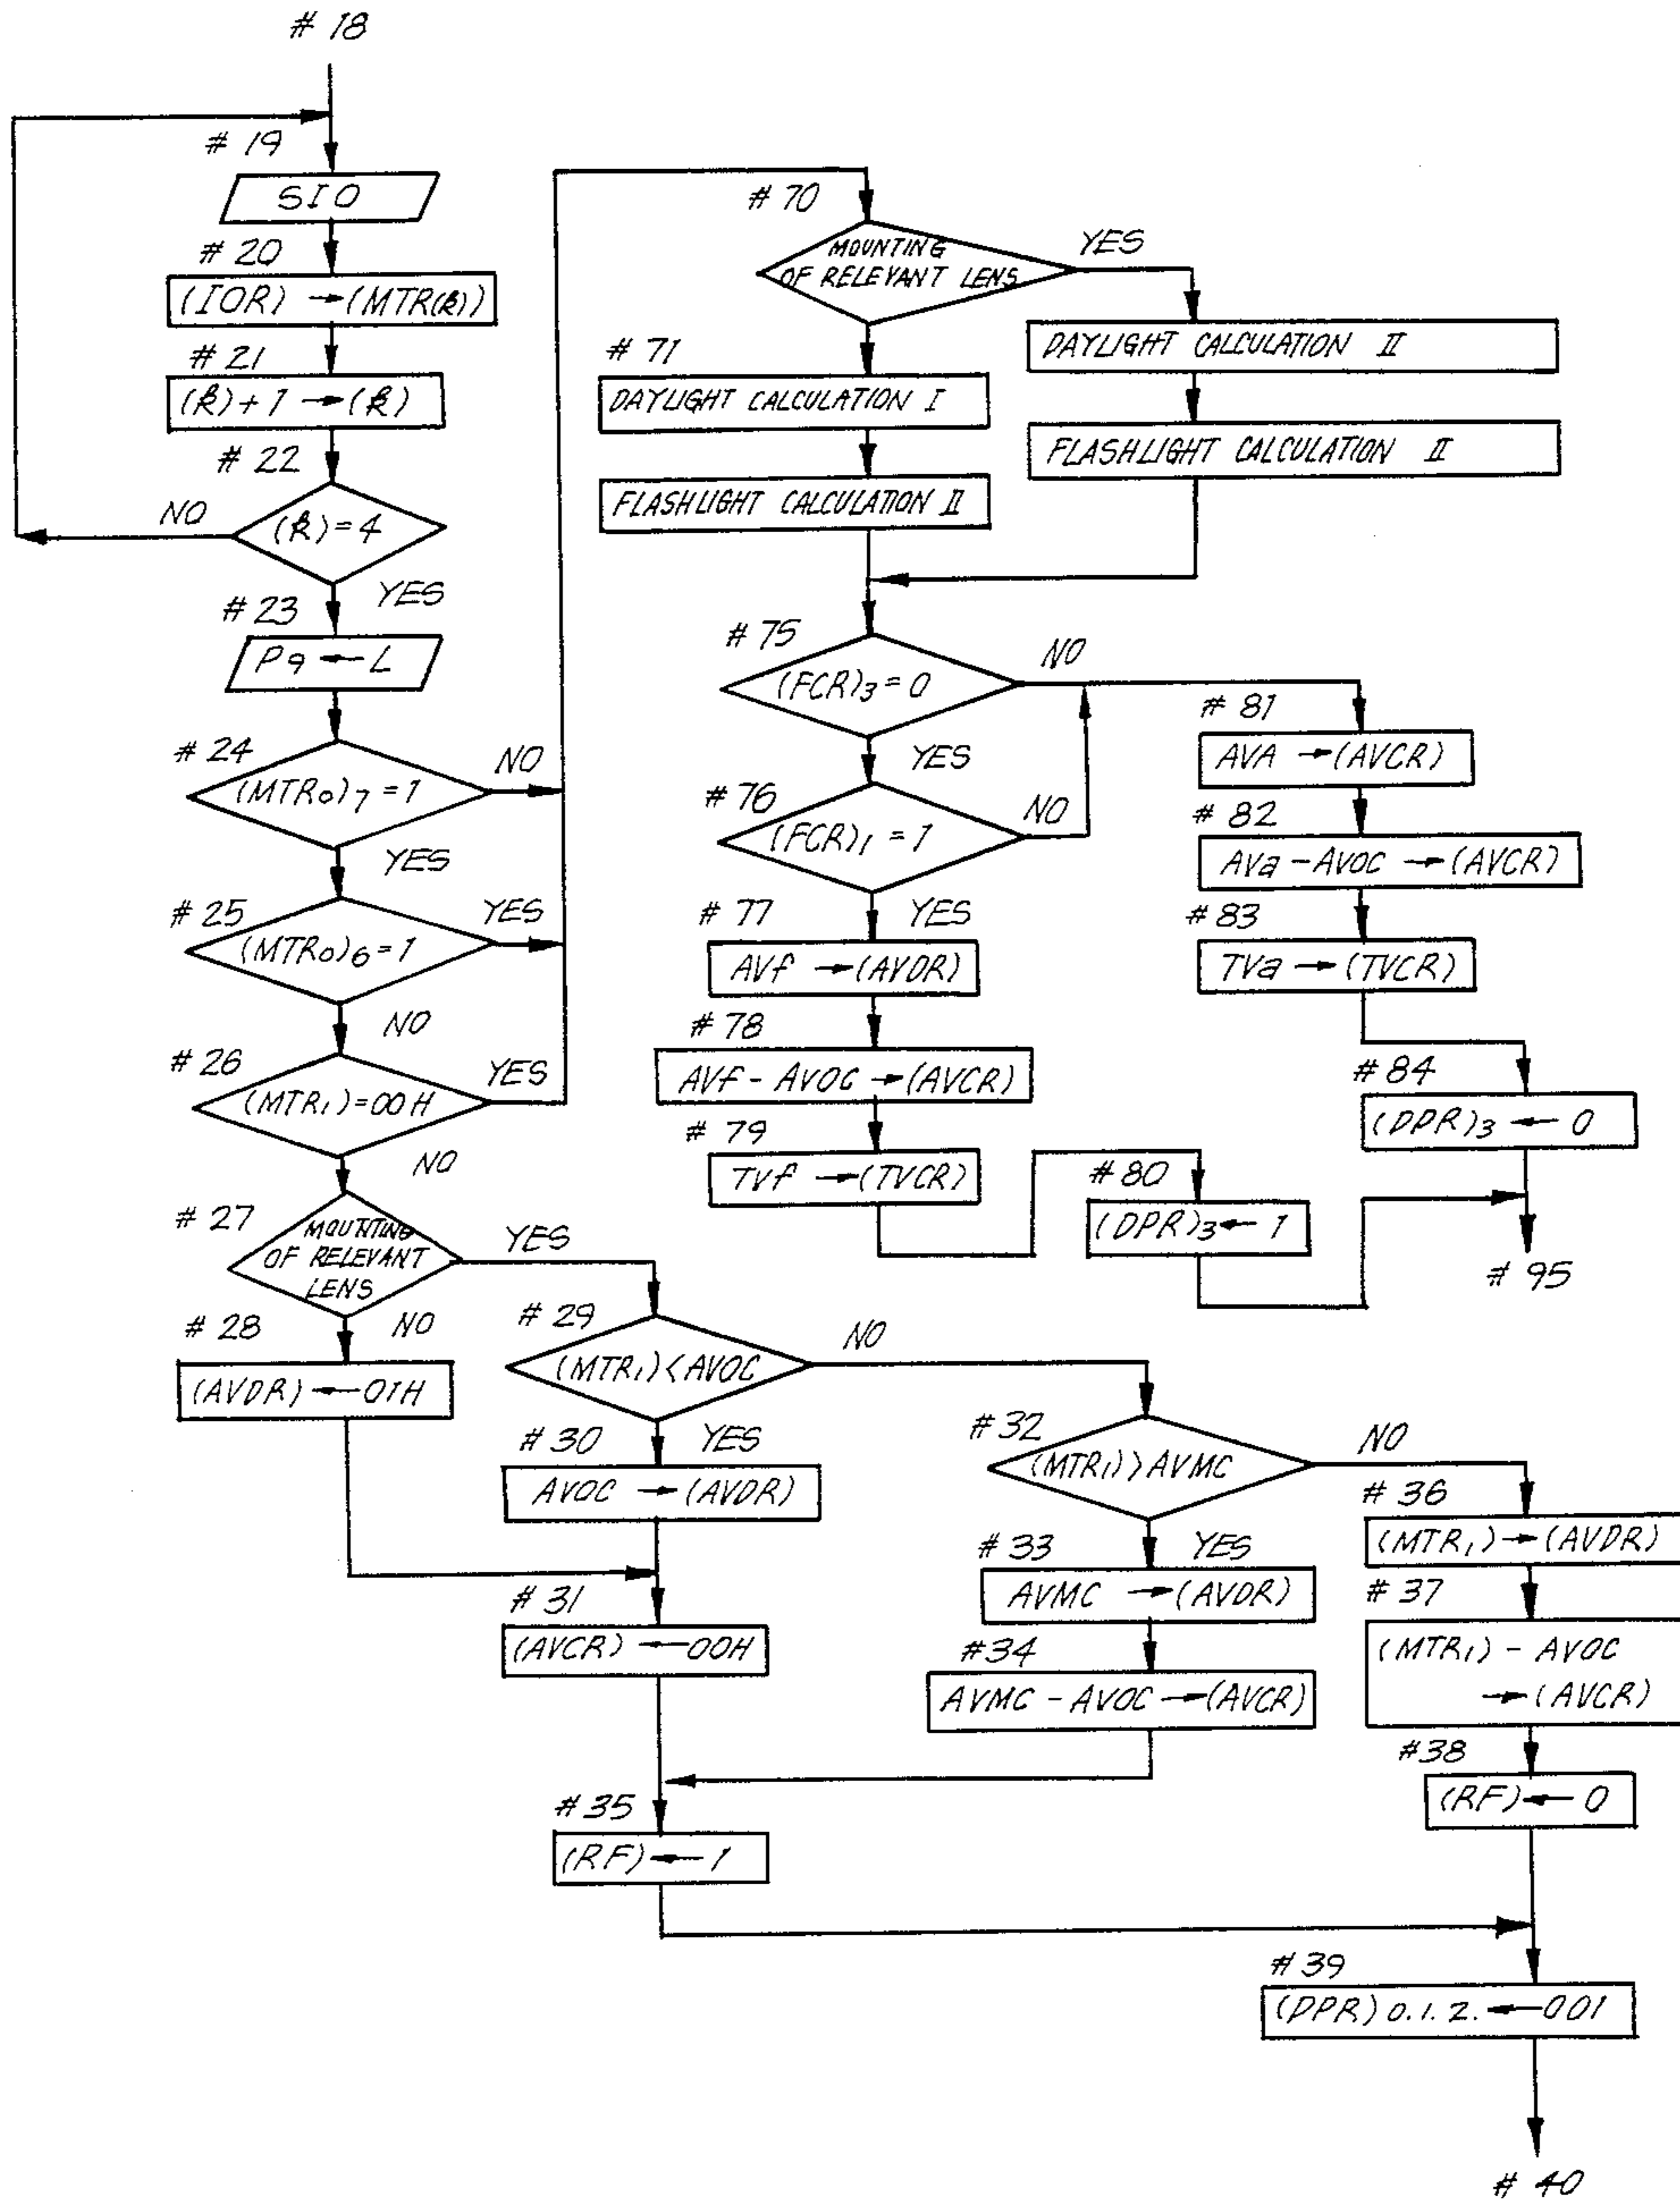 # 18
# 19
SIO
# 20
(IOR) → (MTR(k))
# 21
(k) + 1 → (k)
# 22
(k) = 4
NO
YES
# 23
P9 ← L
# 24
(MTR0)7 = 1
NO
YES
# 25
(MTR0)6 = 1
YES
NO
# 26
(MTR1) = 00H
YES
NO
# 27
MOUNTING
OF RELEVANT
LENS
YES
NO
# 28
(AVDR) ← 01H
# 29
(MTR1) < AVOC
NO
YES
# 30
AVOC → (AVDR)
# 31
(AVCR) ← 00H
# 32
(MTR1) > AVMC
NO
YES
# 33
AVMC → (AVDR)
# 34
AVMC - AVOC → (AVCR)
# 35
(RF) ← 1
# 36
(MTR1) → (AVDR)
# 37
(MTR1) - AVOC
→ (AVCR)
# 38
(RF) ← 0
# 39
(DPR) 0.1.2. ← 001
# 40
# 70
MOUNTING
OF RELEVANT LENS
YES
# 71
DAYLIGHT CALCULATION I
FLASHLIGHT CALCULATION II
DAYLIGHT CALCULATION II
FLASHLIGHT CALCULATION II
# 75
(FCR)3 = 0
NO
YES
# 76
(FCR)1 = 1
NO
YES
# 77
AVf → (AVDR)
# 78
AVf - AVOC → (AVCR)
# 79
TVf → (TVCR)
# 80
(DPR)3 ← 1
# 81
AVA → (AVCR)
# 82
AVa - AVOC → (AVCR)
# 83
TVa → (TVCR)
# 84
(DPR)3 ← 0
# 95